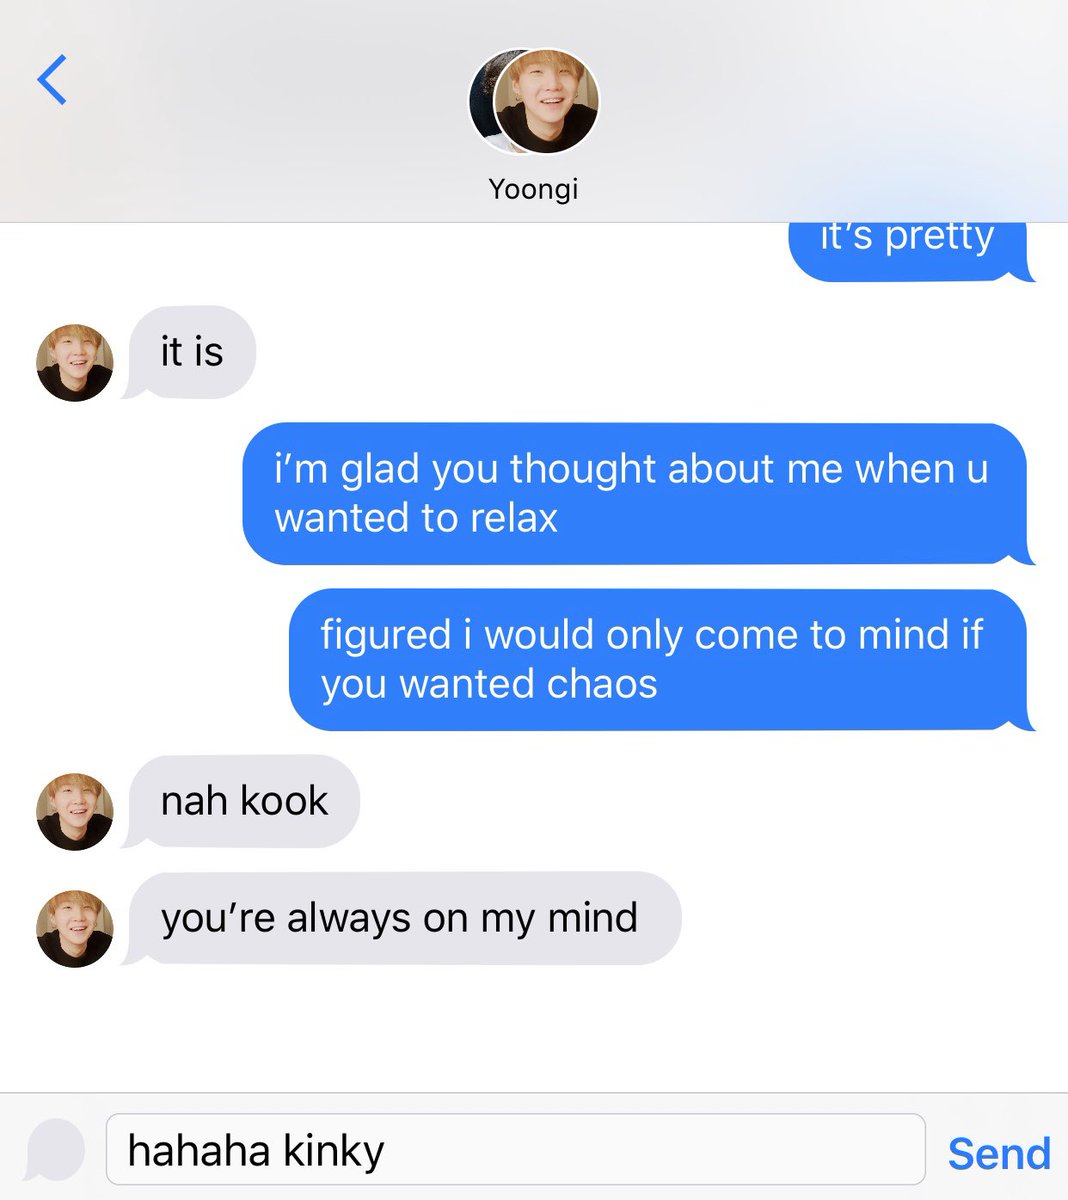 Yoongi
it’s pretty
it is
i’m glad you thought about me when u
wanted to relax
figured i would only come to mind if
you wanted chaos
nah kook
you’re always on my mind
hahaha kinky
Send